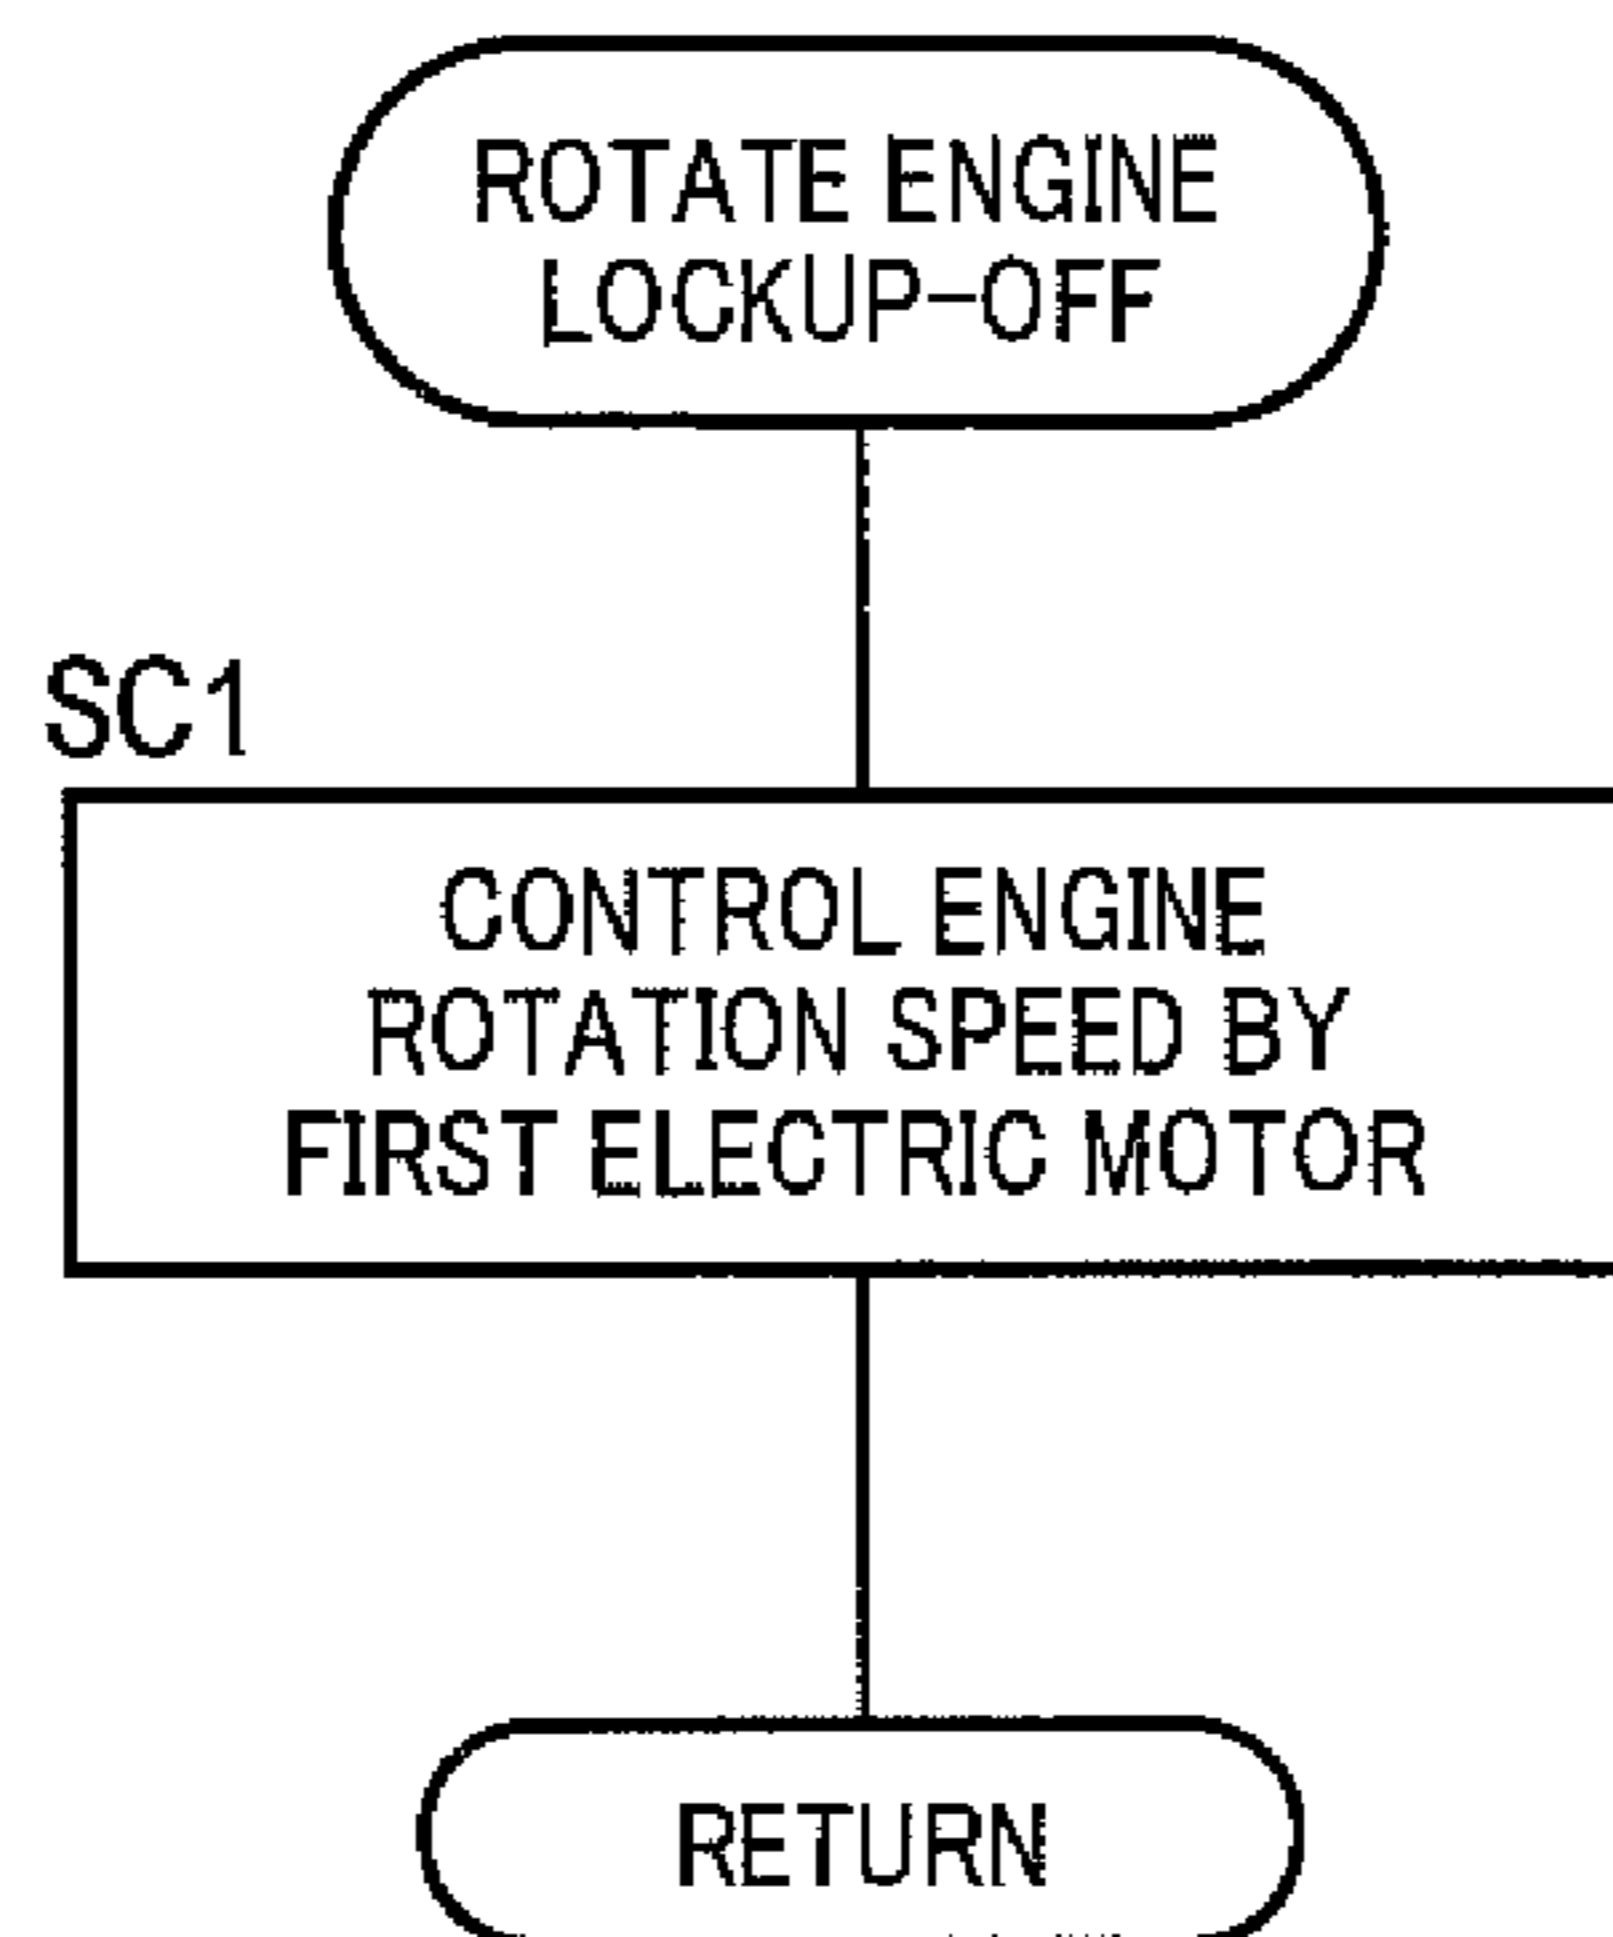 ROTATE ENGINE
LOCKUP-OFF
SC1
CONTROL ENGINE
ROTATION SPEED BY
FIRST ELECTRIC MOTOR
RETURN